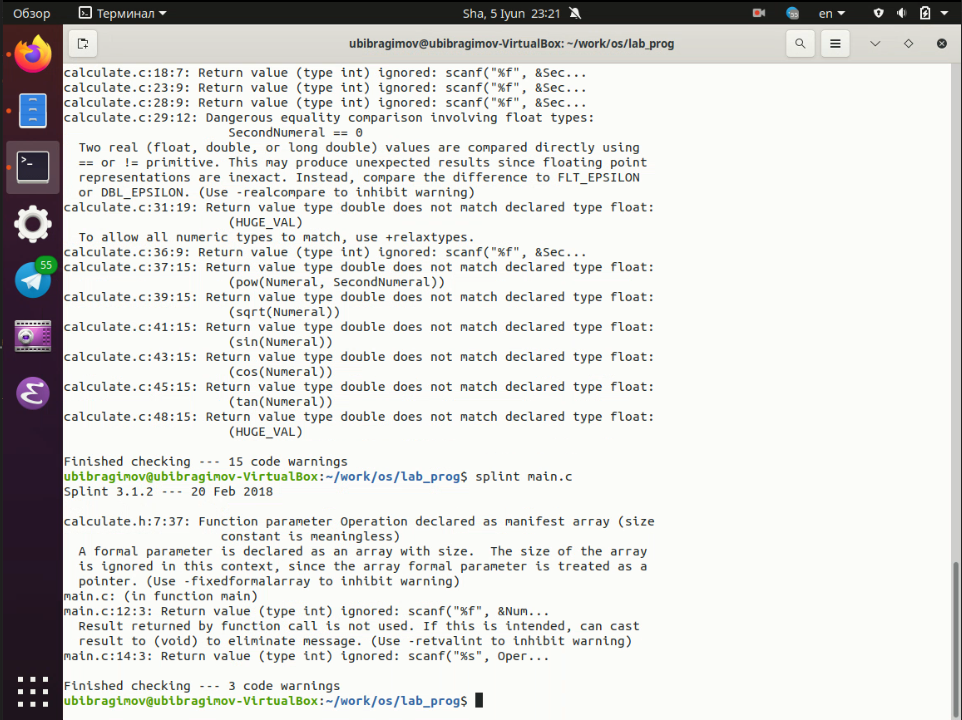 Обзор Терминал Sha, 5 Iyun 23:21 en
ubibragimov@ubibragimov-VirtualBox: ~/work/os/lab_prog
55
calculate.c:18:7: Return value (type int) ignored: scanf("%f", &Sec...
calculate.c:23:9: Return value (type int) ignored: scanf("%f", &Sec...
calculate.c:28:9: Return value (type int) ignored: scanf("%f", &Sec...
calculate.c:29:12: Dangerous equality comparison involving float types:
SecondNumeral == 0
Two real (float, double, or long double) values are compared directly using
== or != primitive. This may produce unexpected results since floating point
representations are inexact. Instead, compare the difference to FLT_EPSILON
or DBL_EPSILON. (Use -realcompare to inhibit warning)
calculate.c:31:19: Return value type double does not match declared type float:
(HUGE_VAL)
To allow all numeric types to match, use +relaxtypes.
calculate.c:36:9: Return value (type int) ignored: scanf("%f", &Sec...
calculate.c:37:15: Return value type double does not match declared type float:
(pow(Numeral, SecondNumeral))
calculate.c:39:15: Return value type double does not match declared type float:
(sqrt(Numeral))
calculate.c:41:15: Return value type double does not match declared type float:
(sin(Numeral))
calculate.c:43:15: Return value type double does not match declared type float:
(cos(Numeral))
calculate.c:45:15: Return value type double does not match declared type float:
(tan(Numeral))
calculate.c:48:15: Return value type double does not match declared type float:
(HUGE_VAL)
Finished checking --- 15 code warnings
ubibragimov@ubibragimov-VirtualBox:~/work/os/lab_prog$ splint main.c
Splint 3.1.2 --- 20 Feb 2018
calculate.h:7:37: Function parameter Operation declared as manifest array (size
constant is meaningless)
A formal parameter is declared as an array with size.  The size of the array
is ignored in this context, since the array formal parameter is treated as a
pointer. (Use -fixedformalarray to inhibit warning)
main.c: (in function main)
main.c:12:3: Return value (type int) ignored: scanf("%f", &Num...
Result returned by function call is not used. If this is intended, can cast
result to (void) to eliminate message. (Use -retvalint to inhibit warning)
main.c:14:3: Return value (type int) ignored: scanf("%s", Oper...
Finished checking --- 3 code warnings
ubibragimov@ubibragimov-VirtualBox:~/work/os/lab_prog$